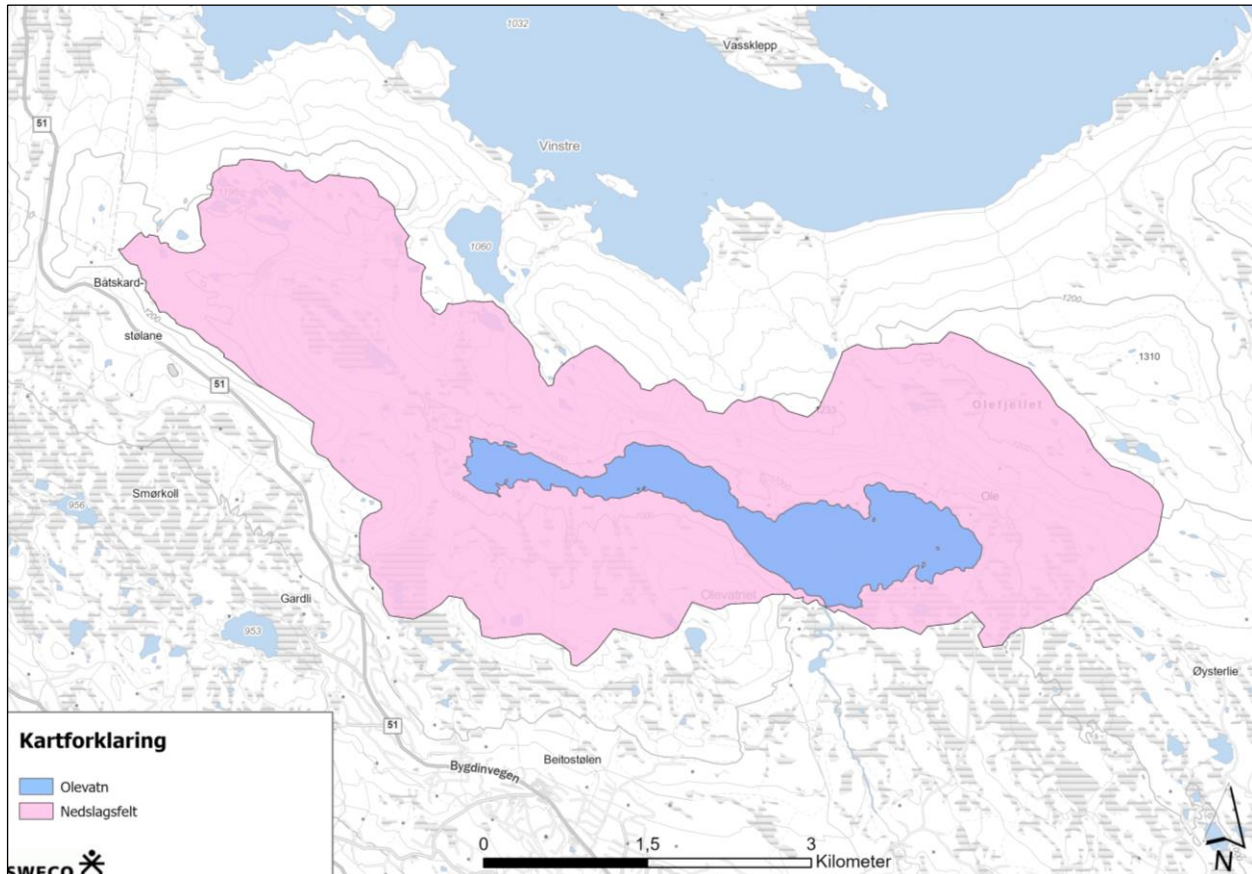 1032
Vassklepp
51
Vinstre
1060
Båtskard-
1200
stølane
1200
1310
51
Olefjellet
1233
Smørkoll
956
Ole
Gardli
Olevatnet
953
Øysterlie
51
Kartforklaring
Bygdinvegen
Beitostølen
Olevatn
Nedslagsfelt
0
1,5
3
Kilometer
SWECO
N